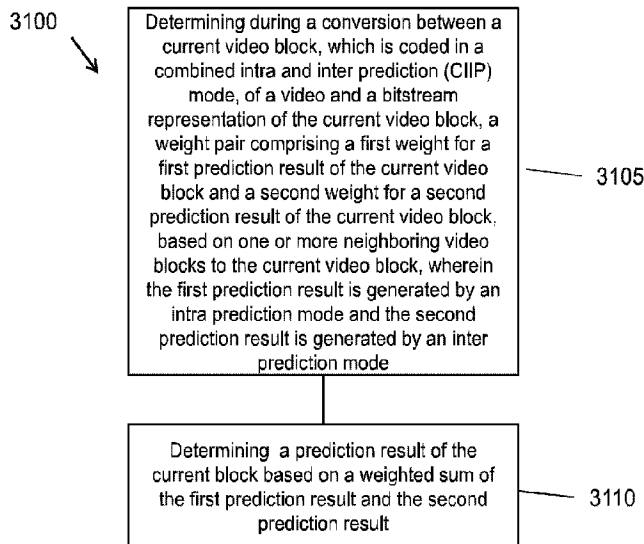 3100
Determining during a conversion between a
current video block, which is coded in a
combined intra and inter prediction (CIIP)
mode, of a video and a bitstream
representation of the current video block, a
weight pair comprising a first weight for a
first prediction result of the current video
block and a second weight for a second
prediction result of the current video block,
based on one or more neighboring video
blocks to the current video block, wherein
the first prediction result is generated by an
intra prediction mode and the second
prediction result is generated by an inter
prediction mode
3105
Determining a prediction result of the
current block based on a weighted sum of
the first prediction result and the second
prediction result
3110